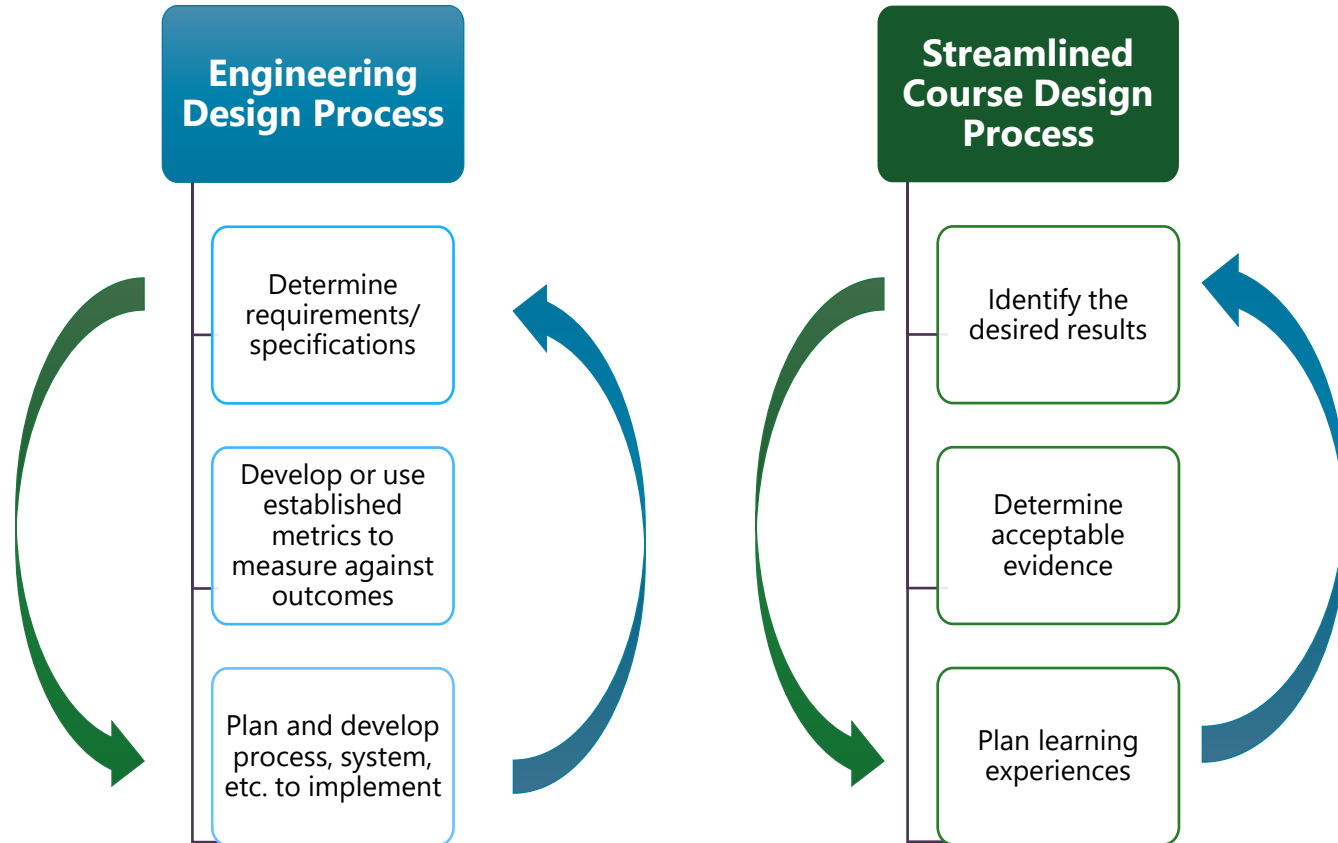 Engineering
Design Process
Determine
requirements/
specifications
Develop or use
established
metrics to
measure against
outcomes
Plan and develop
process, system,
etc. to implement
Streamlined
Course Design
Process
Identify the
desired results
Determine
acceptable
evidence
Plan learning
experiences